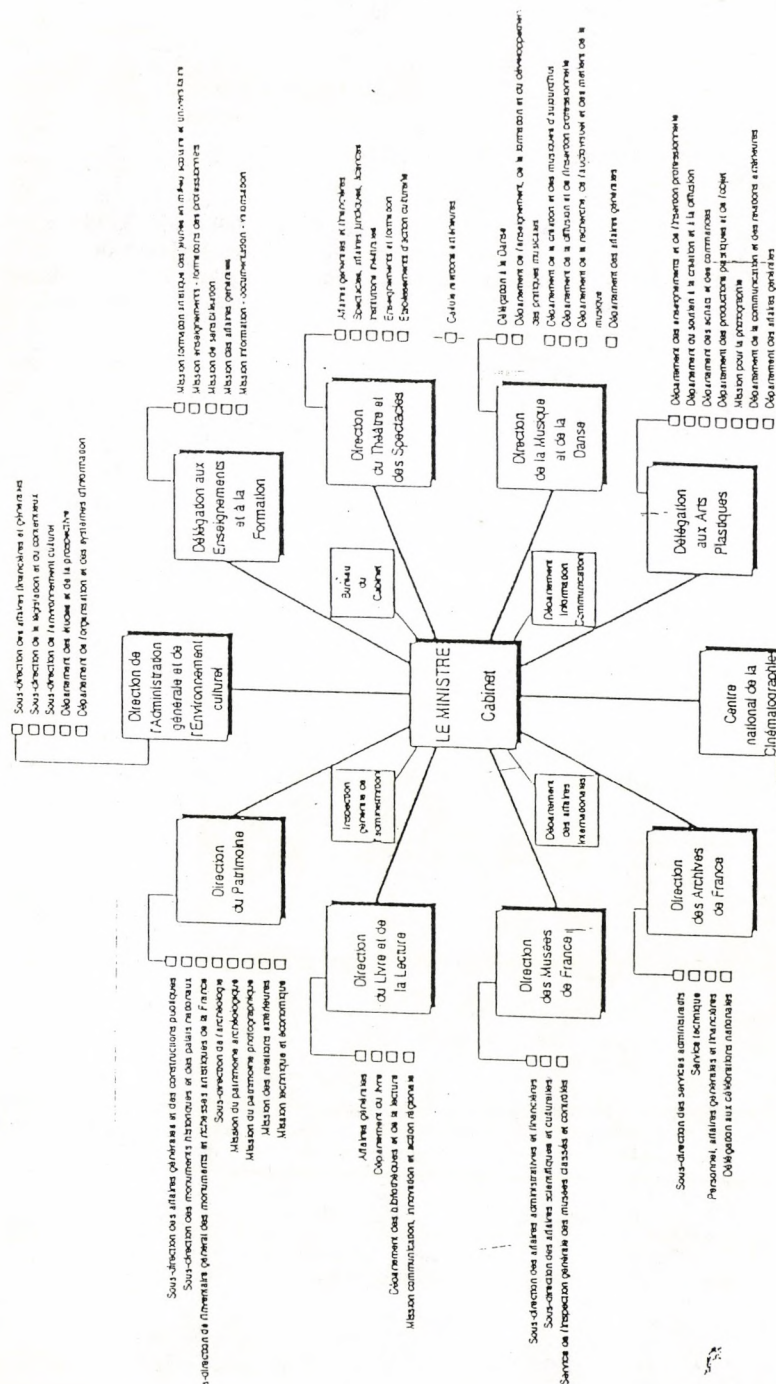 Sous-direction des affaires financières et générales
Sous-direction de la législation et du contentieux
Sous-direction de l'environnement culturel
Département des études et de la prospective
Département de l'organisation et des systèmes d'information
Direction de
l'Administration
générale et de
l'Environnement
culturel
Sous-direction des affaires générales et des constructions publiques
Sous-direction des monuments historiques et des palais nationaux
s-direction de l'inventaire général des monuments et richesses artistiques de la France
Sous-direction de l'archéologie
Mission du patrimoine archéologique
Mission du patrimoine photographique
Mission des relations extérieures
Mission technique et économique
Direction
du Patrimoine
Délégation aux
Enseignements
et à la
Formation
Mission formation artistique des jeunes en milieu scolaire et universitaire
Mission enseignements - formations des professionnels
Mission de sensibilisation
Mission des affaires générales
Mission information - documentation - animation
Affaires générales
Département du livre
Département des bibliothèques et de la lecture
Mission communication, innovation et action régionale
Direction
du Livre et de
la Lecture
Inspection
générale de
l'administration
Bureau
du
Cabinet
Direction
du Théâtre et
des Spectacles
Affaires générales et financières
Spectacles, affaires juridiques, licences
Institutions théâtrales
Enseignements et formation
Etablissements d'action culturelle
Cellule relations extérieures
LE MINISTRE
Cabinet
Sous-direction des affaires administratives et financières
Sous-direction des affaires scientifiques et culturelles
Service de l'inspection générale des musées classés et contrôlés
Direction
des Musées
de France
Département
des affaires
internationales
Département
Information
Communication
Direction
de la Musique
et de la
Danse
Délégation à la Danse
Département de l'enseignement, de la formation et du développement
des pratiques musicales
Département de la création et des musiques d'aujourd'hui
Département de la diffusion et de l'insertion professionnelle
Département de la recherche, de l'audiovisuel et des métiers de la
musique
Département des affaires générales
Sous-direction des services administratifs
Service technique
Personnel, affaires générales et financières
Délégation aux célébrations nationales
Direction
des Archives
de France
Centre
national de la
Cinématographie
Délégation
aux Arts
Plastiques
Département des enseignements et de l'insertion professionnelle
Département du soutien à la création et à la diffusion
Département des achats et des commandes
Département des productions plastiques et de l'objet
Mission pour la photographie
Département de la communication et des relations extérieures
Département des affaires générales